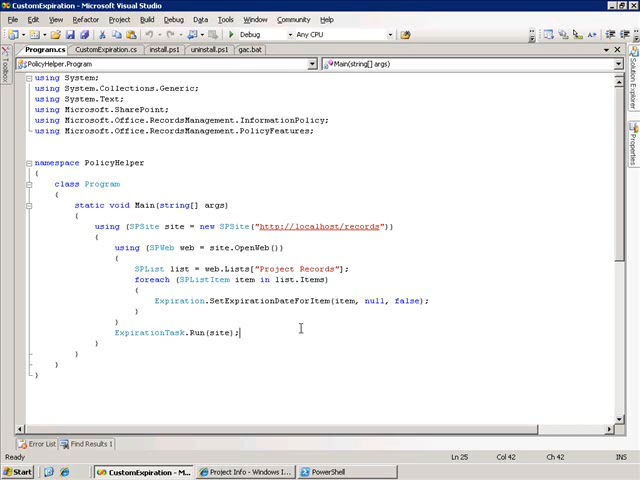 CustomExpiration - Microsoft Visual Studio
File Edit View Refactor Project Build Debug Data Tools Window Community Help
Debug Any CPU
Program.cs CustomExpiration.cs install.ps1 uninstall.ps1 gac.bat
PolicyHelper.Program Main(string[] args)
Toolbox
Solution Explorer
Properties
using System;
using System.Collections.Generic;
using System.Text;
using Microsoft.SharePoint;
using Microsoft.Office.RecordsManagement.InformationPolicy;
using Microsoft.Office.RecordsManagement.PolicyFeatures;
namespace PolicyHelper
{
class Program
{
static void Main(string[] args)
{
using (SPSite site = new SPSite("http://localhost/records"))
{
using (SPWeb web = site.OpenWeb())
{
SPList list = web.Lists["Project Records"];
foreach (SPListItem item in list.Items)
{
Expiration.SetExpirationDateForItem(item, null, false);
}
}
ExpirationTask.Run(site);
}
}
}
}
Error List Find Results 1
Ready Ln 25 Col 42 Ch 42 INS
Start CustomExpiration - M... Project Info - Windows I... PowerShell